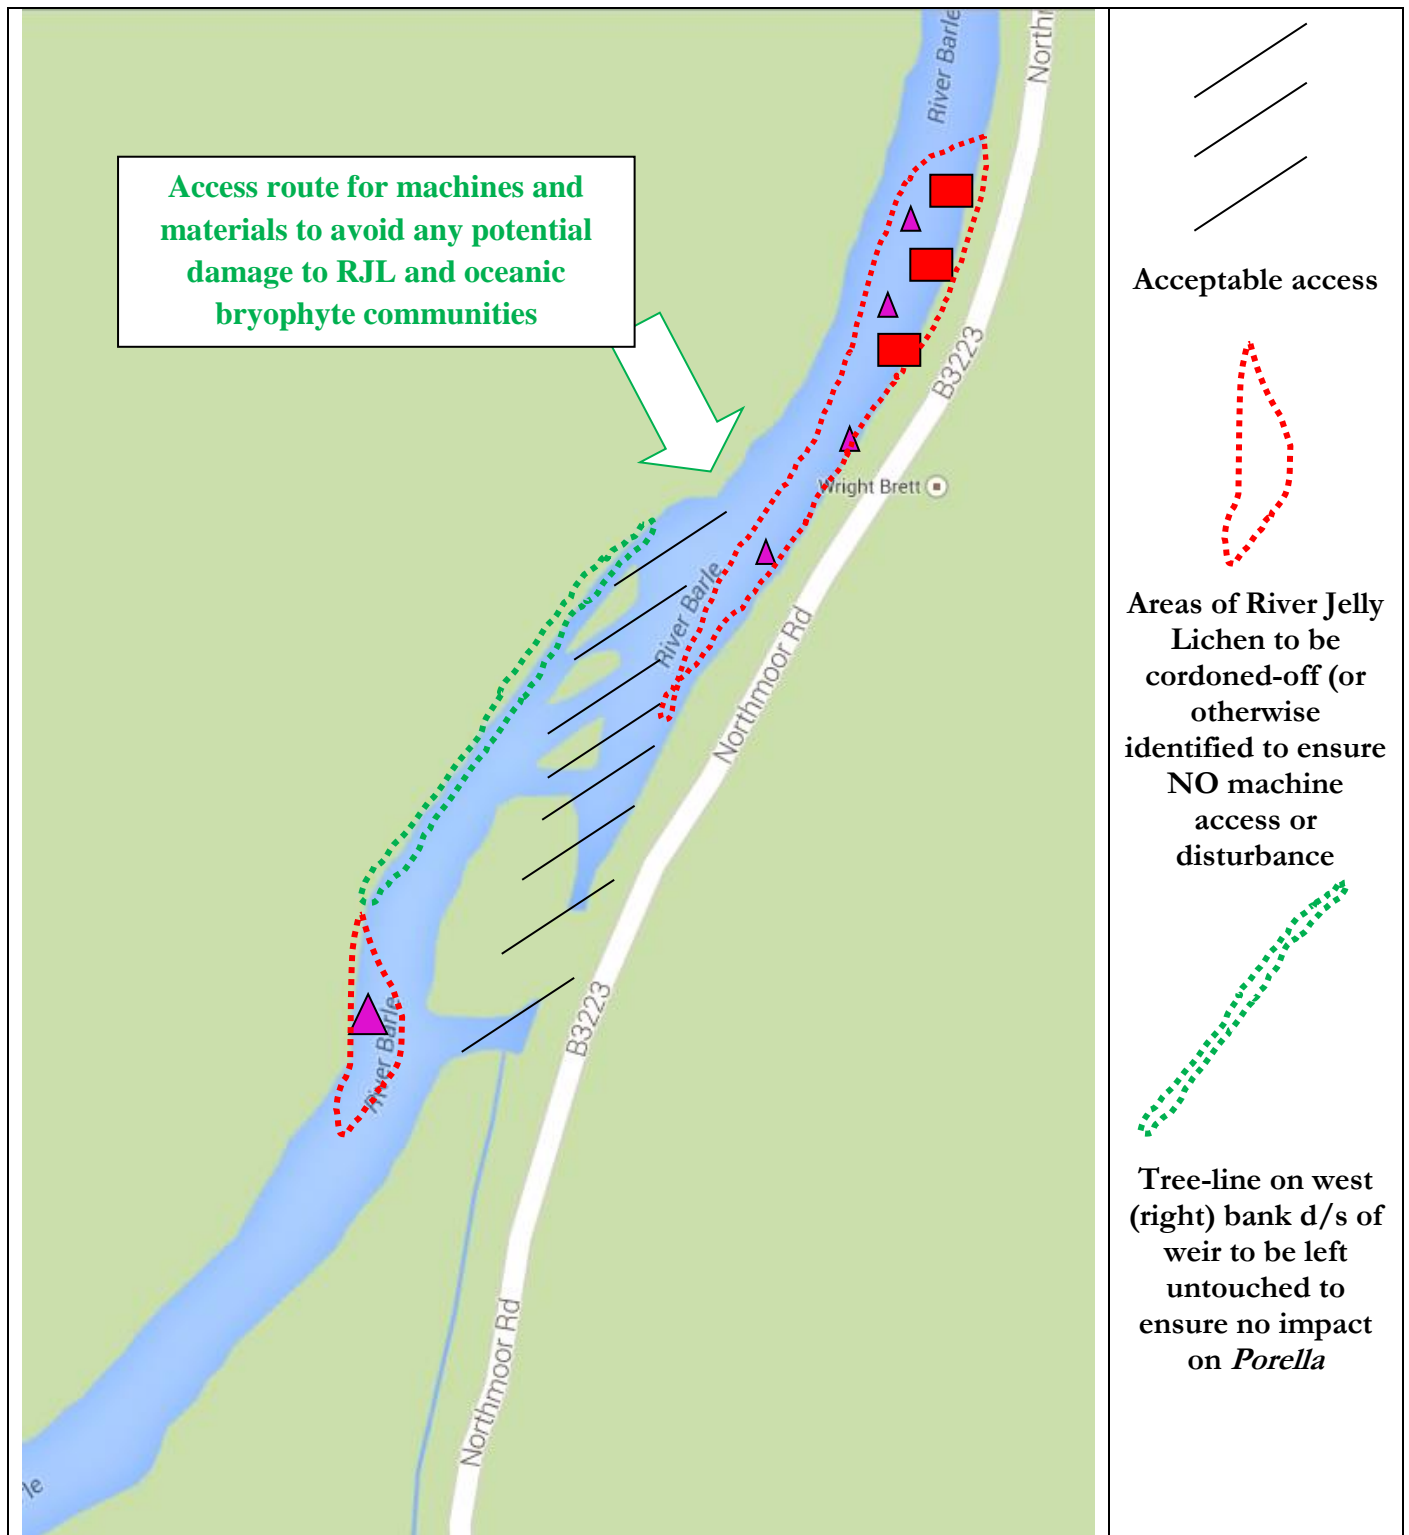 River Barle
North
Access route for machines and
materials to avoid any potential
damage to RJL and oceanic
bryophyte communities
B3223
Wright Brett
River Barle
Northmoor Rd
River Barle
B3223
Northmoor Rd
le
Acceptable access
Areas of River Jelly
Lichen to be
cordoned-off (or
otherwise
identified to ensure
NO machine
access or
disturbance
Tree-line on west
(right) bank d/s of
weir to be left
untouched to
ensure no impact
on Porella